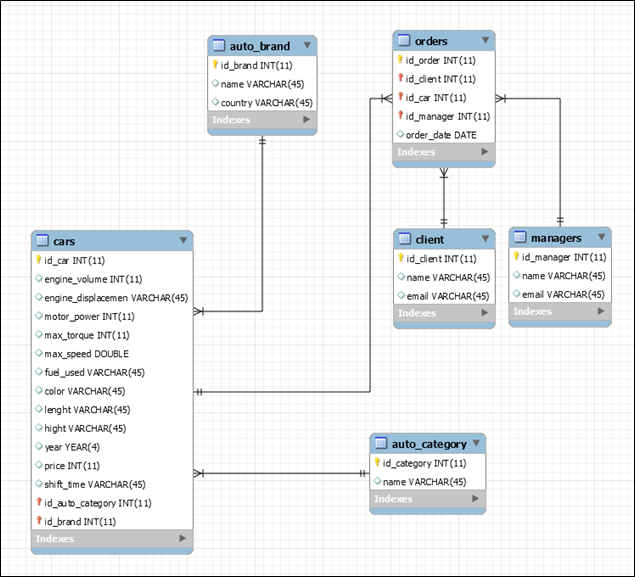 auto_brand
id_brand INT(11)
name VARCHAR(45)
country VARCHAR(45)
Indexes
orders
id_order INT(11)
id_client INT(11)
id_car INT(11)
id_manager INT(11)
order_date DATE
Indexes
cars
id_car INT(11)
engine_volume INT(11)
engine_displacemen VARCHAR(45)
motor_power INT(11)
max_torque INT(11)
max_speed DOUBLE
fuel_used VARCHAR(45)
color VARCHAR(45)
lenght VARCHAR(45)
hight VARCHAR(45)
year YEAR(4)
price INT(11)
shift_time VARCHAR(45)
id_auto_category INT(11)
id_brand INT(11)
Indexes
client
id_client INT(11)
name VARCHAR(45)
email VARCHAR(45)
Indexes
managers
id_manager INT(11)
name VARCHAR(45)
email VARCHAR(45)
Indexes
auto_category
id_category INT(11)
name VARCHAR(45)
Indexes